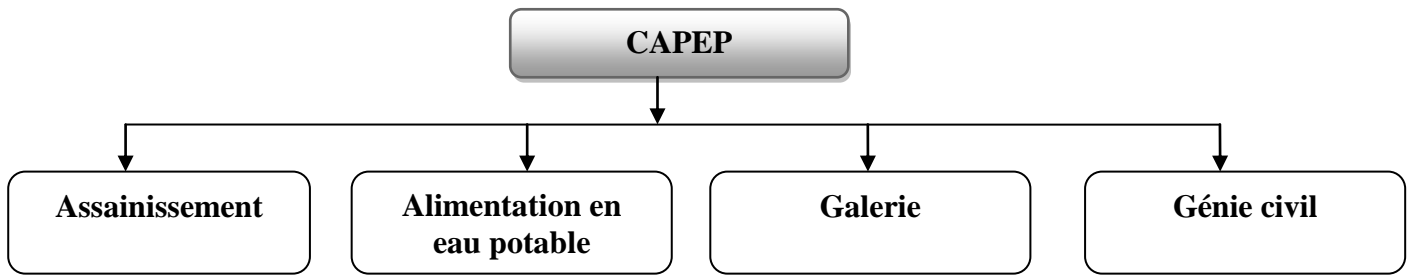 CAPEP
Assainissement
Alimentation en
eau potable
Galerie
Génie civil